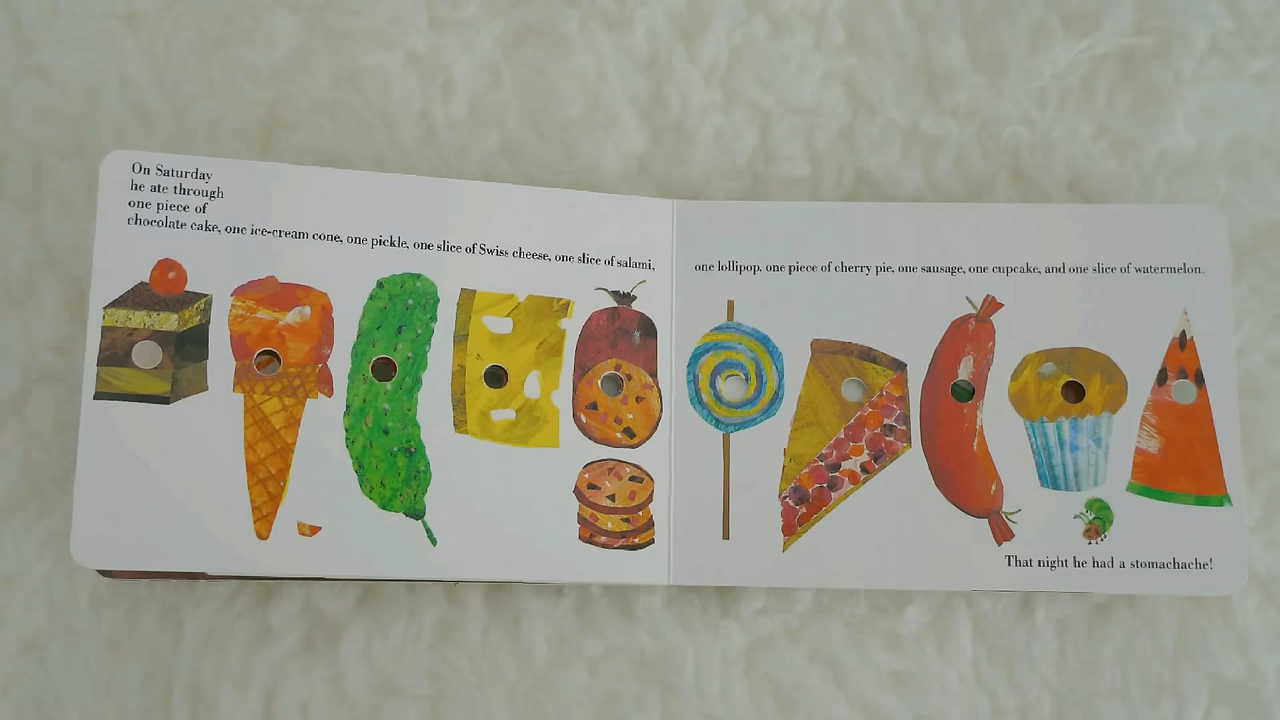 On Saturday
he ate through
one piece of
chocolate cake, one ice-cream cone, one pickle, one slice of Swiss cheese, one slice of salami,
one lollipop, one piece of cherry pie, one sausage, one cupcake, and one slice of watermelon.
That night he had a stomachache!